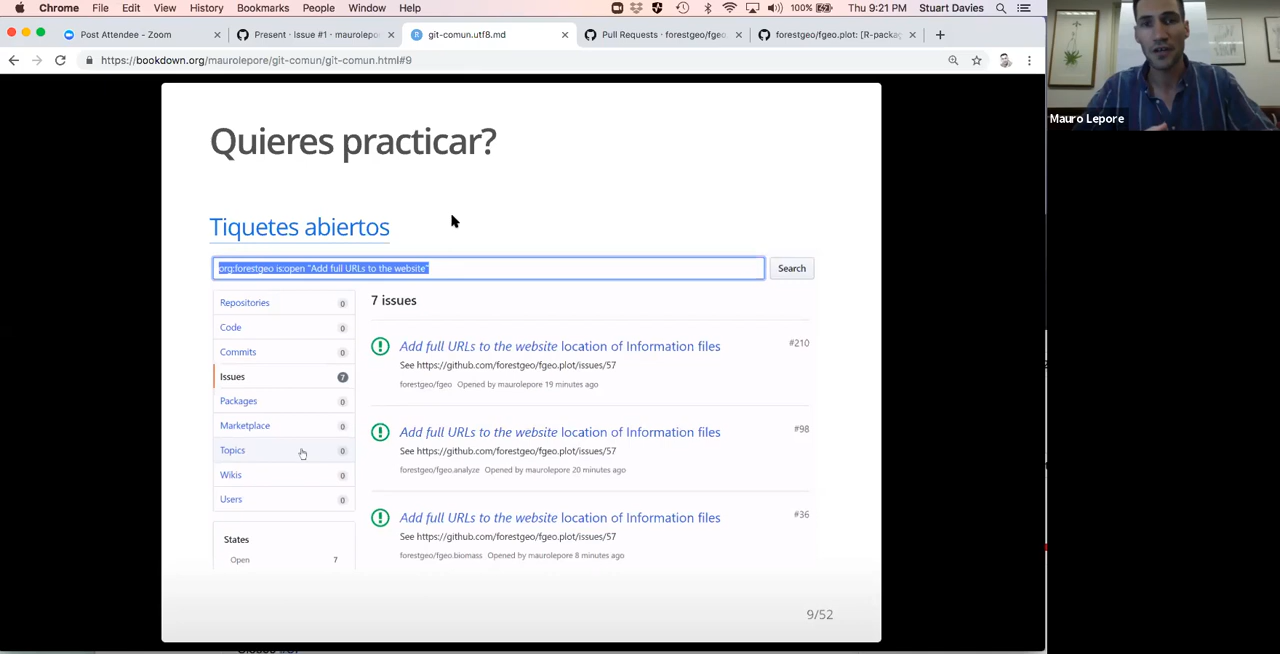 Chrome File Edit View History Bookmarks People Window Help 100% Thu 9:21 PM Stuart Davies
Post Attendee - Zoom
Present · Issue #1 · maurolepor
git-comun.utf8.md
Pull Requests · forestgeo/fgeo.
forestgeo/fgeo.plot: [R-packag
https://bookdown.org/maurolepore/git-comun/git-comun.html#9
Mauro Lepore
Quieres practicar?
Tiquetes abiertos
org:forestgeo is:open "Add full URLs to the website"
Search
Repositories 0
Code 0
Commits 0
Issues 7
Packages 0
Marketplace 0
Topics 0
Wikis 0
Users 0
States
Open 7
7 issues
Add full URLs to the website location of Information files #210
See https://github.com/forestgeo/fgeo.plot/issues/57
forestgeo/fgeo Opened by maurolepore 19 minutes ago
Add full URLs to the website location of Information files #98
See https://github.com/forestgeo/fgeo.plot/issues/57
forestgeo/fgeo.analyze Opened by maurolepore 20 minutes ago
Add full URLs to the website location of Information files #36
See https://github.com/forestgeo/fgeo.plot/issues/57
forestgeo/fgeo.biomass Opened by maurolepore 8 minutes ago
9/52